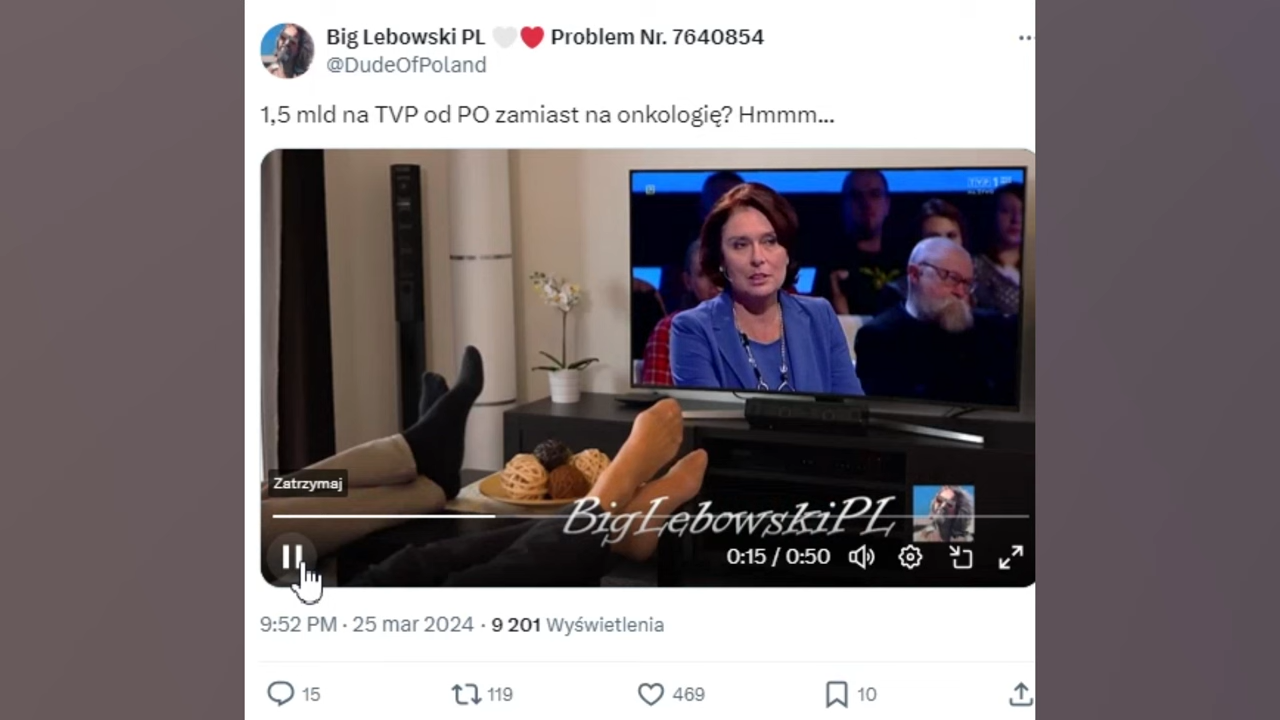 Big Lebowski PL 🤍❤️ Problem Nr. 7640854
@DudeOfPoland
1,5 mld na TVP od PO zamiast na onkologię? Hmmm...
Zatrzymaj
BigLebowskiPL
0:15 / 0:50
9:52 PM · 25 mar 2024 · 9 201 Wyświetlenia
15 119 469 10